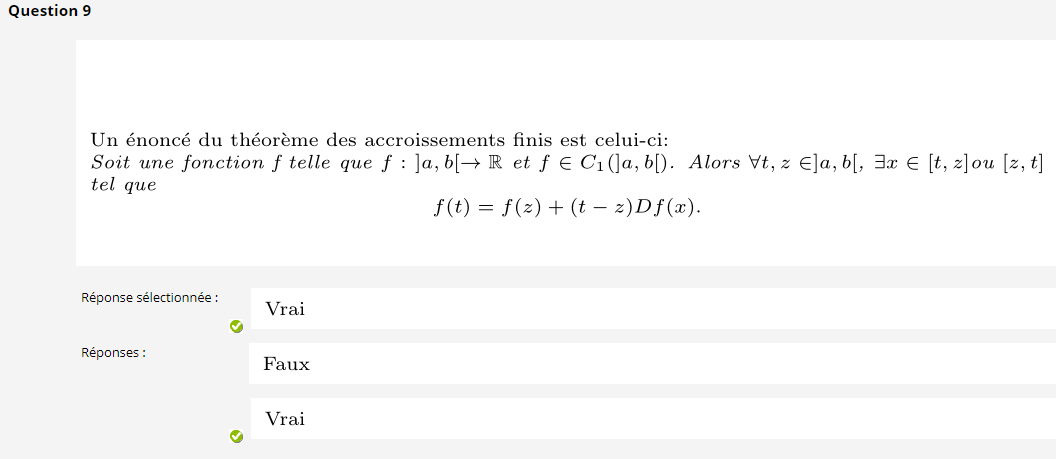 Question 9
Un énoncé du théorème des accroissements finis est celui-ci:
Soit une fonction f telle que f : ]a, b[→ ℝ et f ∈ C₁(]a, b[). Alors ∀t, z ∈]a, b[, ∃x ∈ [t, z]ou [z, t]
tel que
f(t) = f(z) + (t − z)Df(x).
Réponse sélectionnée :
Vrai
Réponses :
Faux
Vrai